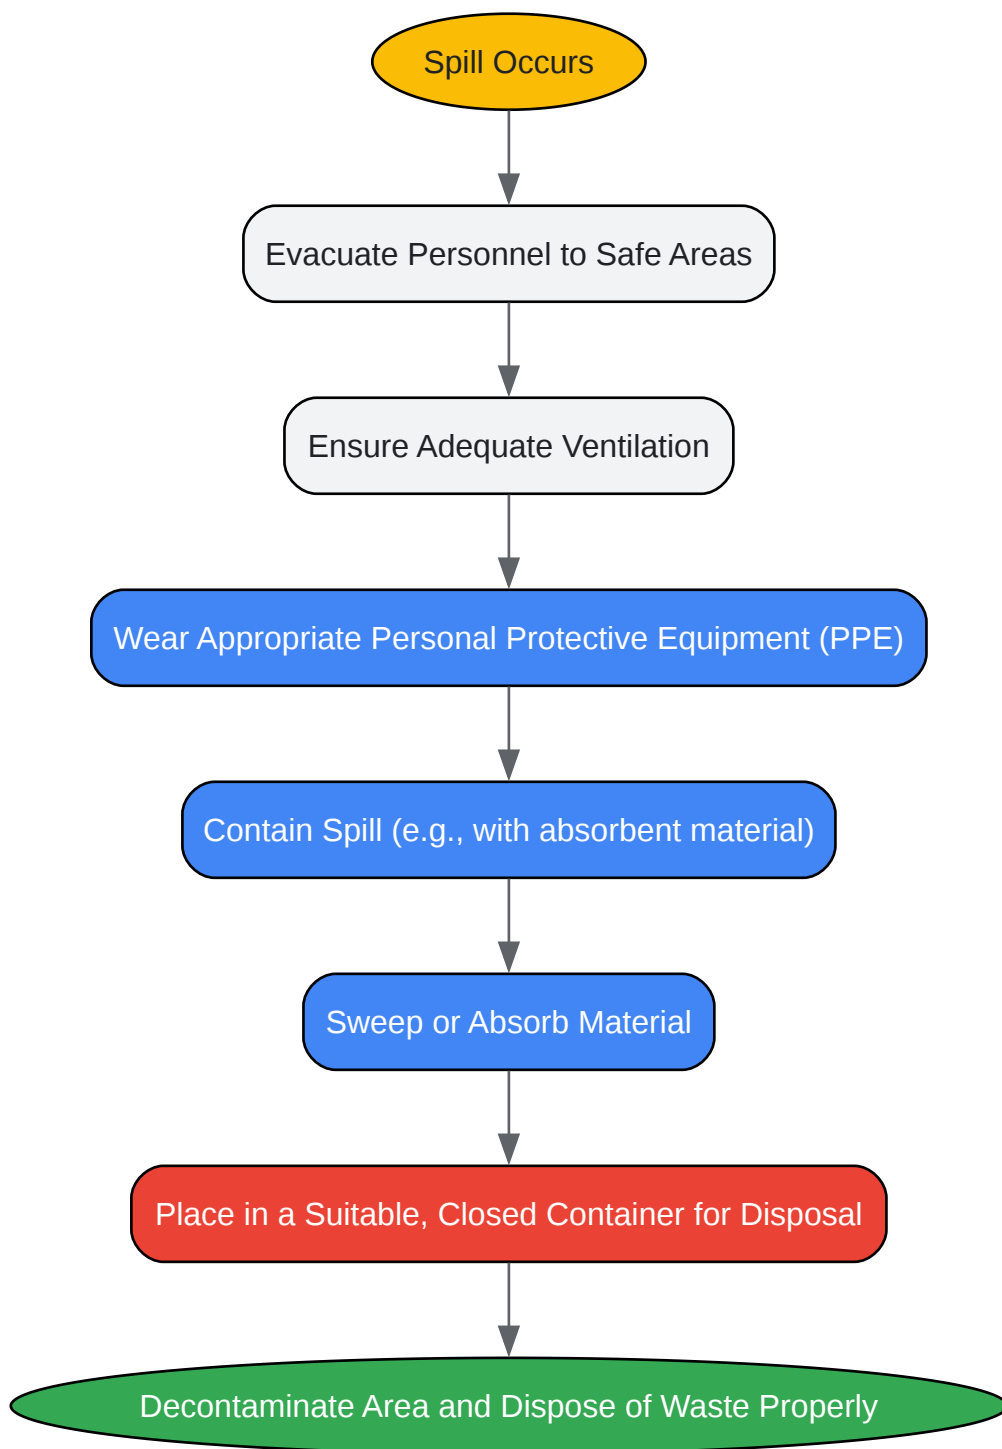 Spill Occurs
Evacuate Personnel to Safe Areas
Ensure Adequate Ventilation
Wear Appropriate Personal Protective Equipment (PPE)
Contain Spill (e.g., with absorbent material)
Sweep or Absorb Material
Place in a Suitable, Closed Container for Disposal
Decontaminate Area and Dispose of Waste Properly